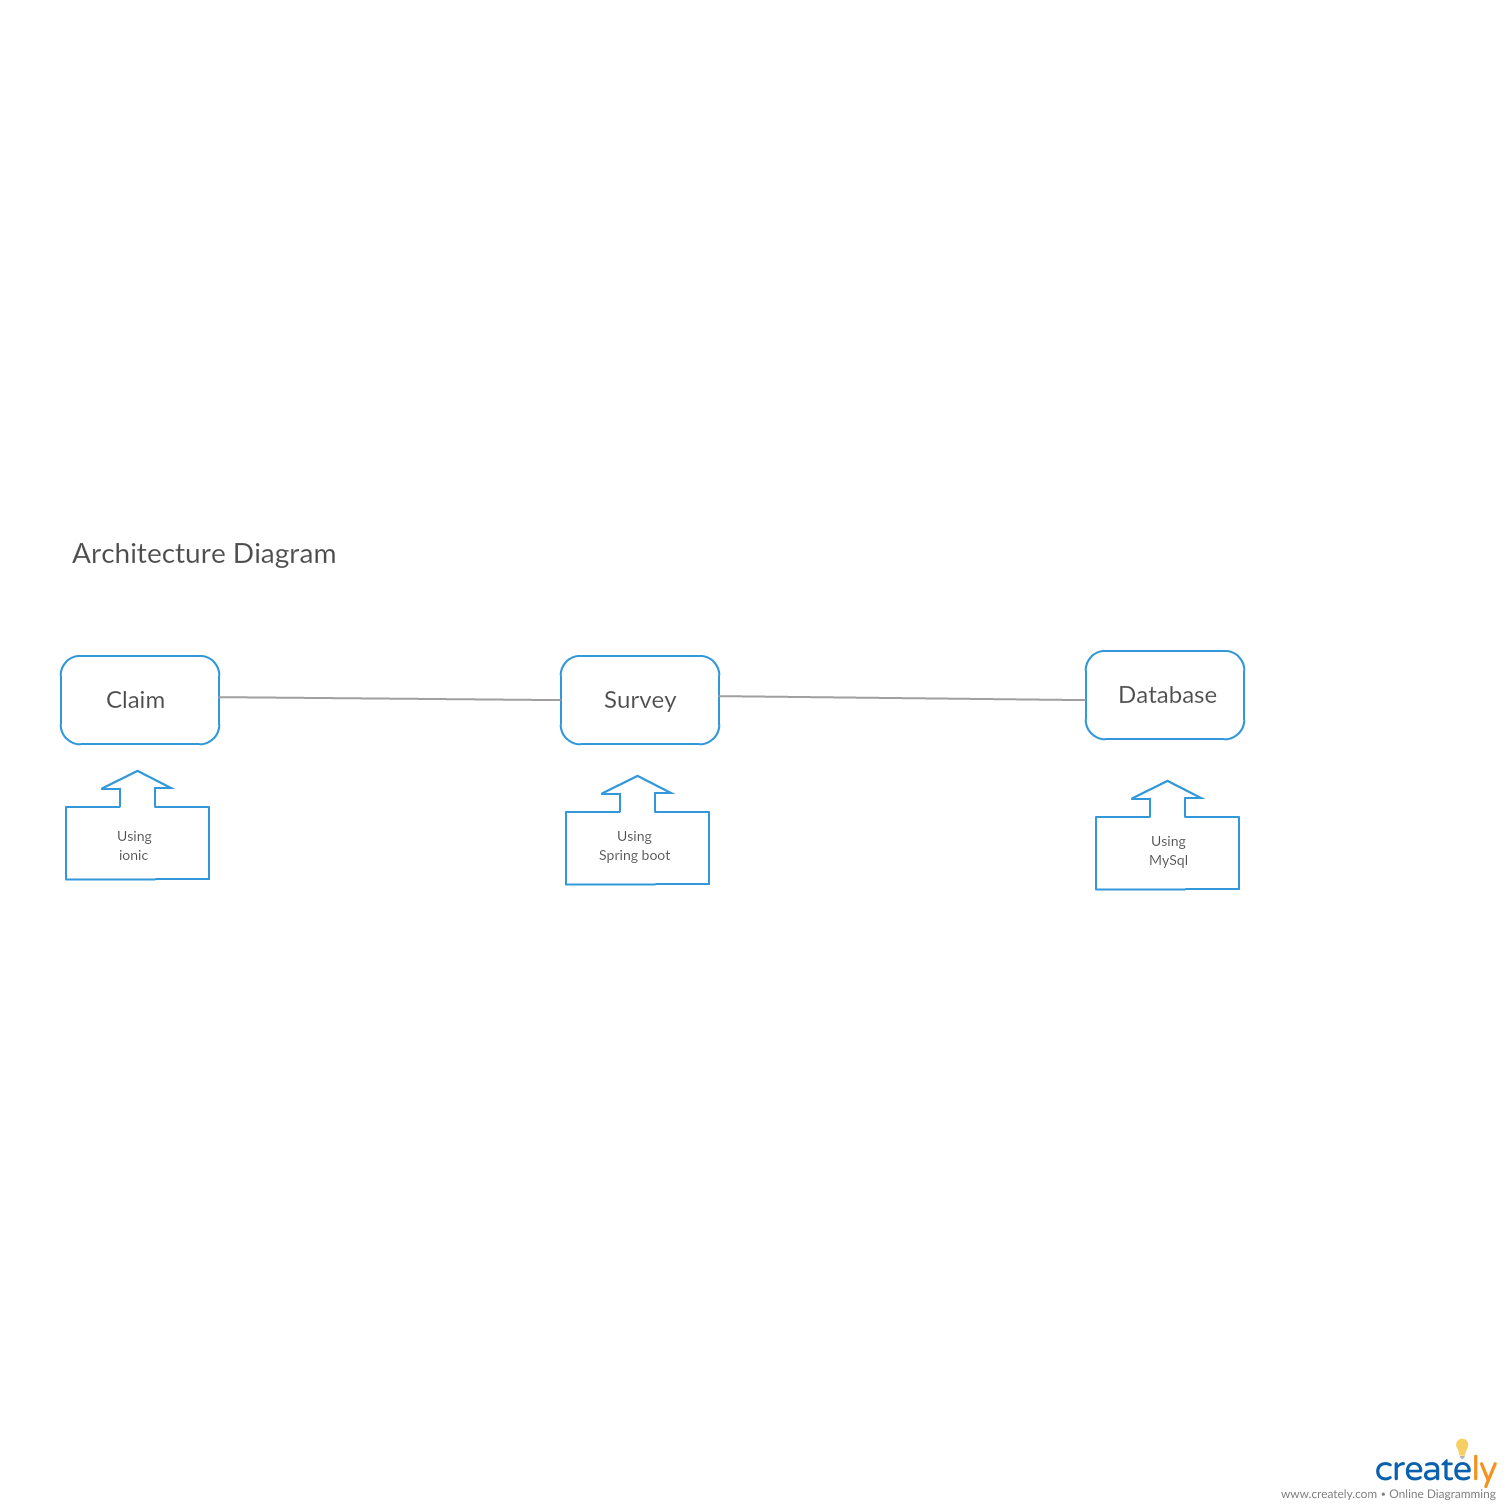 Architecture Diagram
Claim
Survey
Database
Using
ionic
Using
Spring boot
Using
MySql
creately
www.creately.com • Online Diagramming